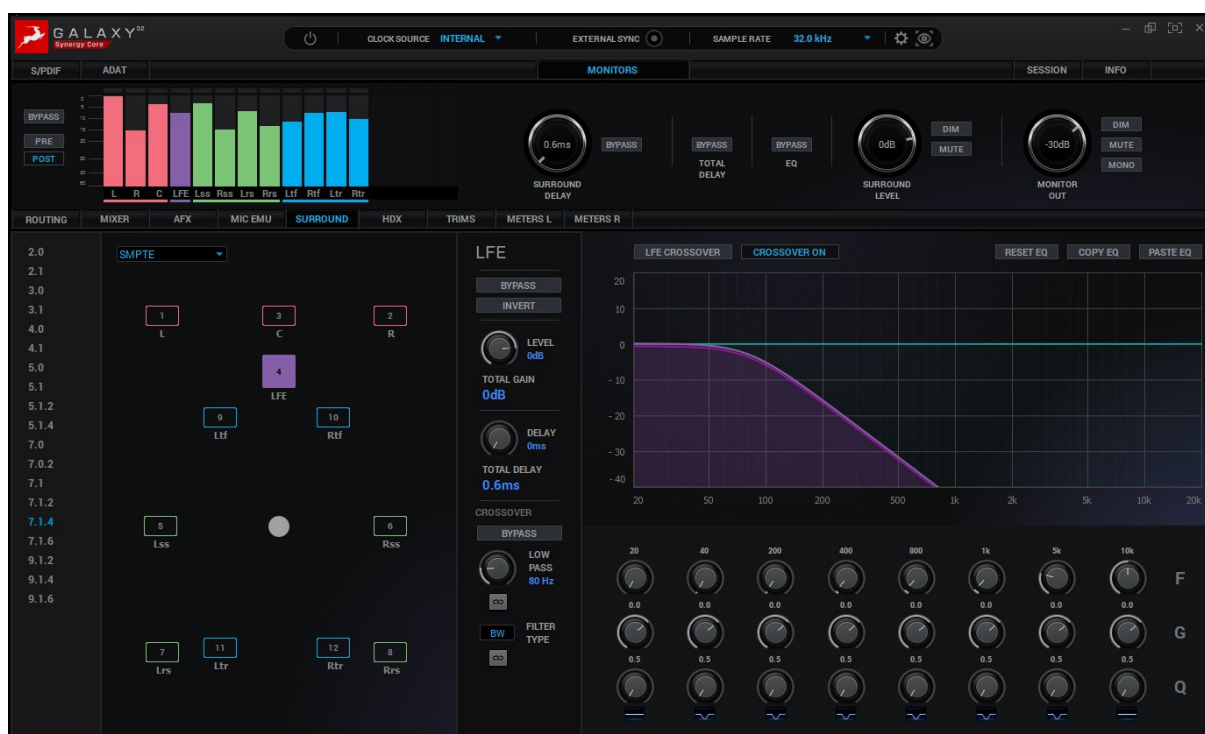 GALAXY³²
Synergy Core
CLOCK SOURCE INTERNAL
EXTERNAL SYNC
SAMPLE RATE 32.0 kHz
S/PDIF ADAT MONITORS SESSION INFO
BYPASS
PRE
POST
L R C LFE Lss Rss Lrs Rrs Ltf Rtf Ltr Rtr
0.6ms
BYPASS
SURROUND
DELAY
BYPASS
TOTAL
DELAY
BYPASS
EQ
0dB
DIM
MUTE
SURROUND
LEVEL
-30dB
DIM
MUTE
MONO
MONITOR
OUT
ROUTING MIXER AFX MIC EMU SURROUND HDX TRIMS METERS L METERS R
2.0
2.1
3.0
3.1
4.0
4.1
5.0
5.1
5.1.2
5.1.4
7.0
7.0.2
7.1
7.1.2
7.1.4
7.1.6
9.1.2
9.1.4
9.1.6
SMPTE
1 3 2
L C R
4
LFE
9 10
Ltf Rtf
5 6
Lss Rss
7 11 12 8
Lrs Ltr Rtr Rrs
LFE
BYPASS
INVERT
LEVEL
0dB
TOTAL GAIN
0dB
DELAY
0ms
TOTAL DELAY
0.6ms
CROSSOVER
BYPASS
LOW
PASS
80 Hz
BW
FILTER
TYPE
LFE CROSSOVER CROSSOVER ON RESET EQ COPY EQ PASTE EQ
20
10
0
- 10
- 20
- 30
- 40
20 50 100 200 500 1k 2k 5k 10k 20k
20 40 200 400 800 1k 5k 10k
F
0.0 0.0 0.0 0.0 0.0 0.0 0.0 0.0
G
0.5 0.5 0.5 0.5 0.5 0.5 0.5 0.5
Q